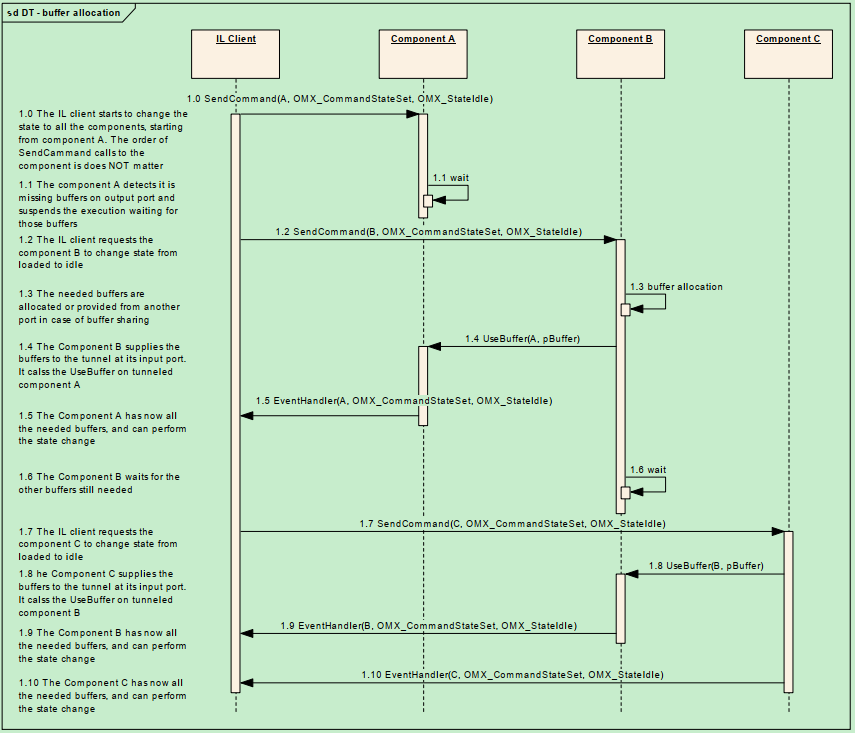 sd DT - buffer allocation
IL Client
Component A
Component B
Component C
1.0 SendCommand(A, OMX_CommandStateSet, OMX_StateIdle)
1.0 The IL client starts to change the
state to all the components, starting
from component A. The order of
SendCammand calls to the
component is does NOT matter
1.1 wait
1.1 The component A detects it is
missing buffers on output port and
suspends the execution waiting for
those buffers
1.2 SendCommand(B, OMX_CommandStateSet, OMX_StateIdle)
1.2 The IL client requests the
component B to change state from
loaded to idle
1.3 buffer allocation
1.3 The needed buffers are
allocated or provided from another
port in case of buffer sharing
1.4 UseBuffer(A, pBuffer)
1.4 The Component B supplies the
buffers to the tunnel at its input port.
It calss the UseBuffer on tunneled
component A
1.5 EventHandler(A, OMX_CommandStateSet, OMX_StateIdle)
1.5 The Component A has now all
the needed buffers, and can perform
the state change
1.6 wait
1.6 The Component B waits for the
other buffers still needed
1.7 SendCommand(C, OMX_CommandStateSet, OMX_StateIdle)
1.7 The IL client requests the
component C to change state from
loaded to idle
1.8 UseBuffer(B, pBuffer)
1.8 he Component C supplies the
buffers to the tunnel at its input port.
It calss the UseBuffer on tunneled
component B
1.9 EventHandler(B, OMX_CommandStateSet, OMX_StateIdle)
1.9 The Component B has now all
the needed buffers, and can perform
the state change
1.10 EventHandler(C, OMX_CommandStateSet, OMX_StateIdle)
1.10 The Component C has now all
the needed buffers, and can perform
the state change